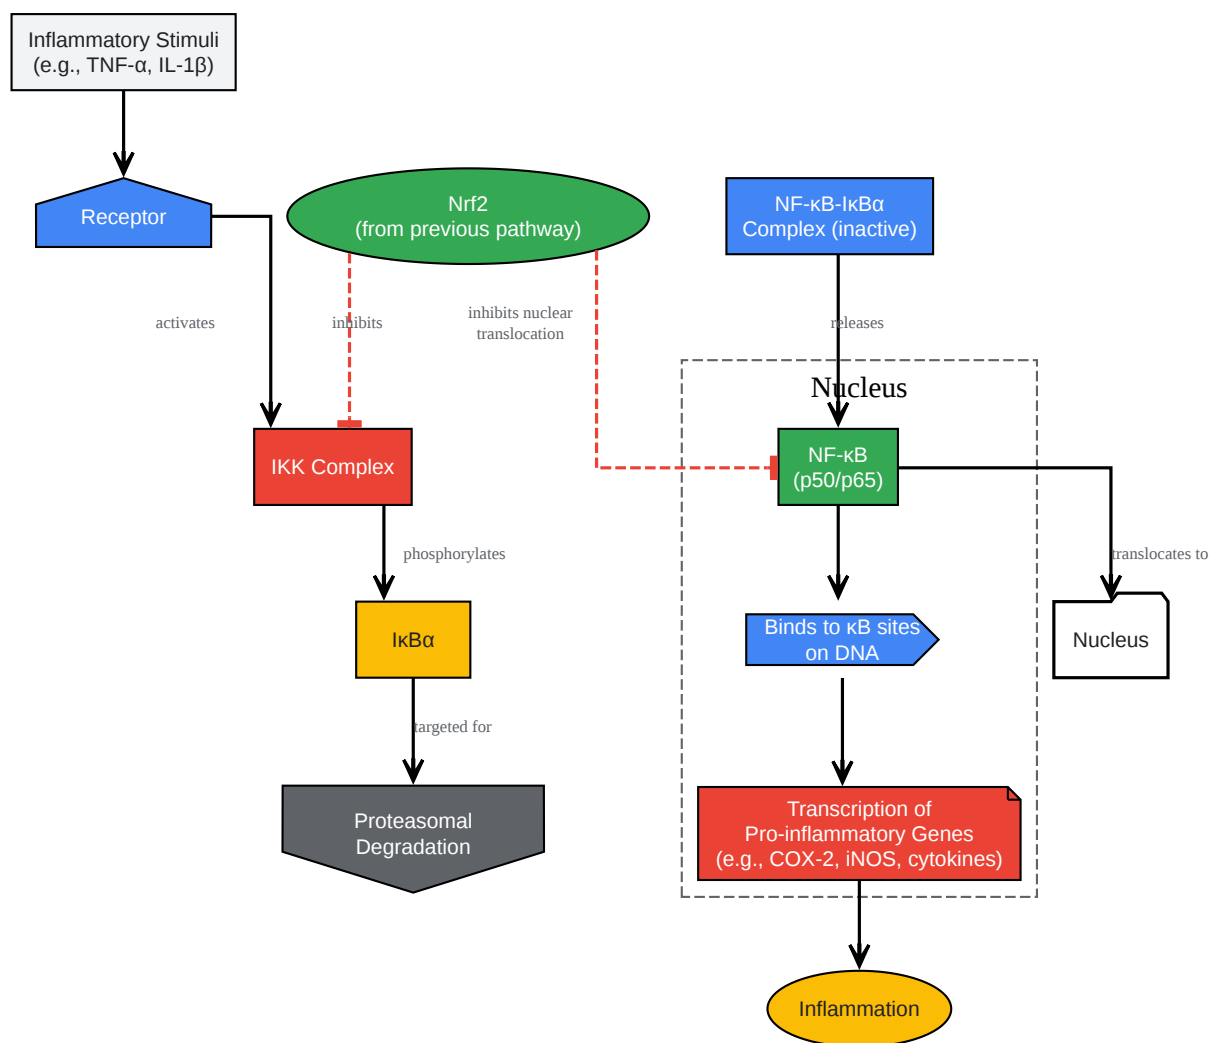 Inflammatory Stimuli
(e.g., TNF-α, IL-1β)
Receptor
Nrf2
(from previous pathway)
NF-κB-IκBα
Complex (inactive)
activates
inhibits
inhibits nuclear
translocation
releases
Nucleus
IKK Complex
NF-κB
(p50/p65)
phosphorylates
translocates to
IκBα
Binds to κB sites
on DNA
Nucleus
targeted for
Proteasomal
Degradation
Transcription of
Pro-inflammatory Genes
(e.g., COX-2, iNOS, cytokines)
Inflammation